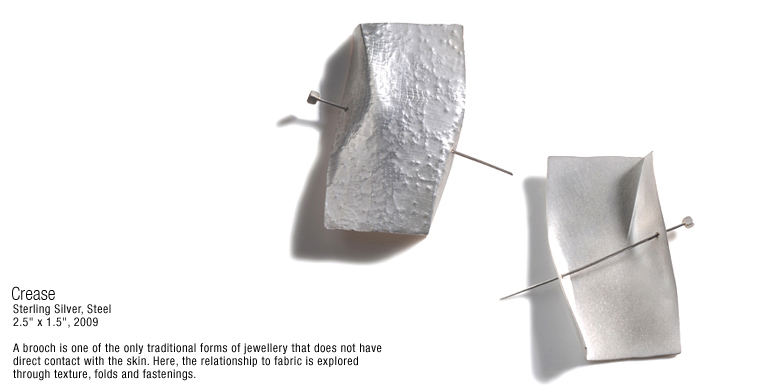 Crease
Sterling Silver, Steel
2.5" x 1.5", 2009
A brooch is one of the only traditional forms of jewellery that does not have
direct contact with the skin. Here, the relationship to fabric is explored
through texture, folds and fastenings.